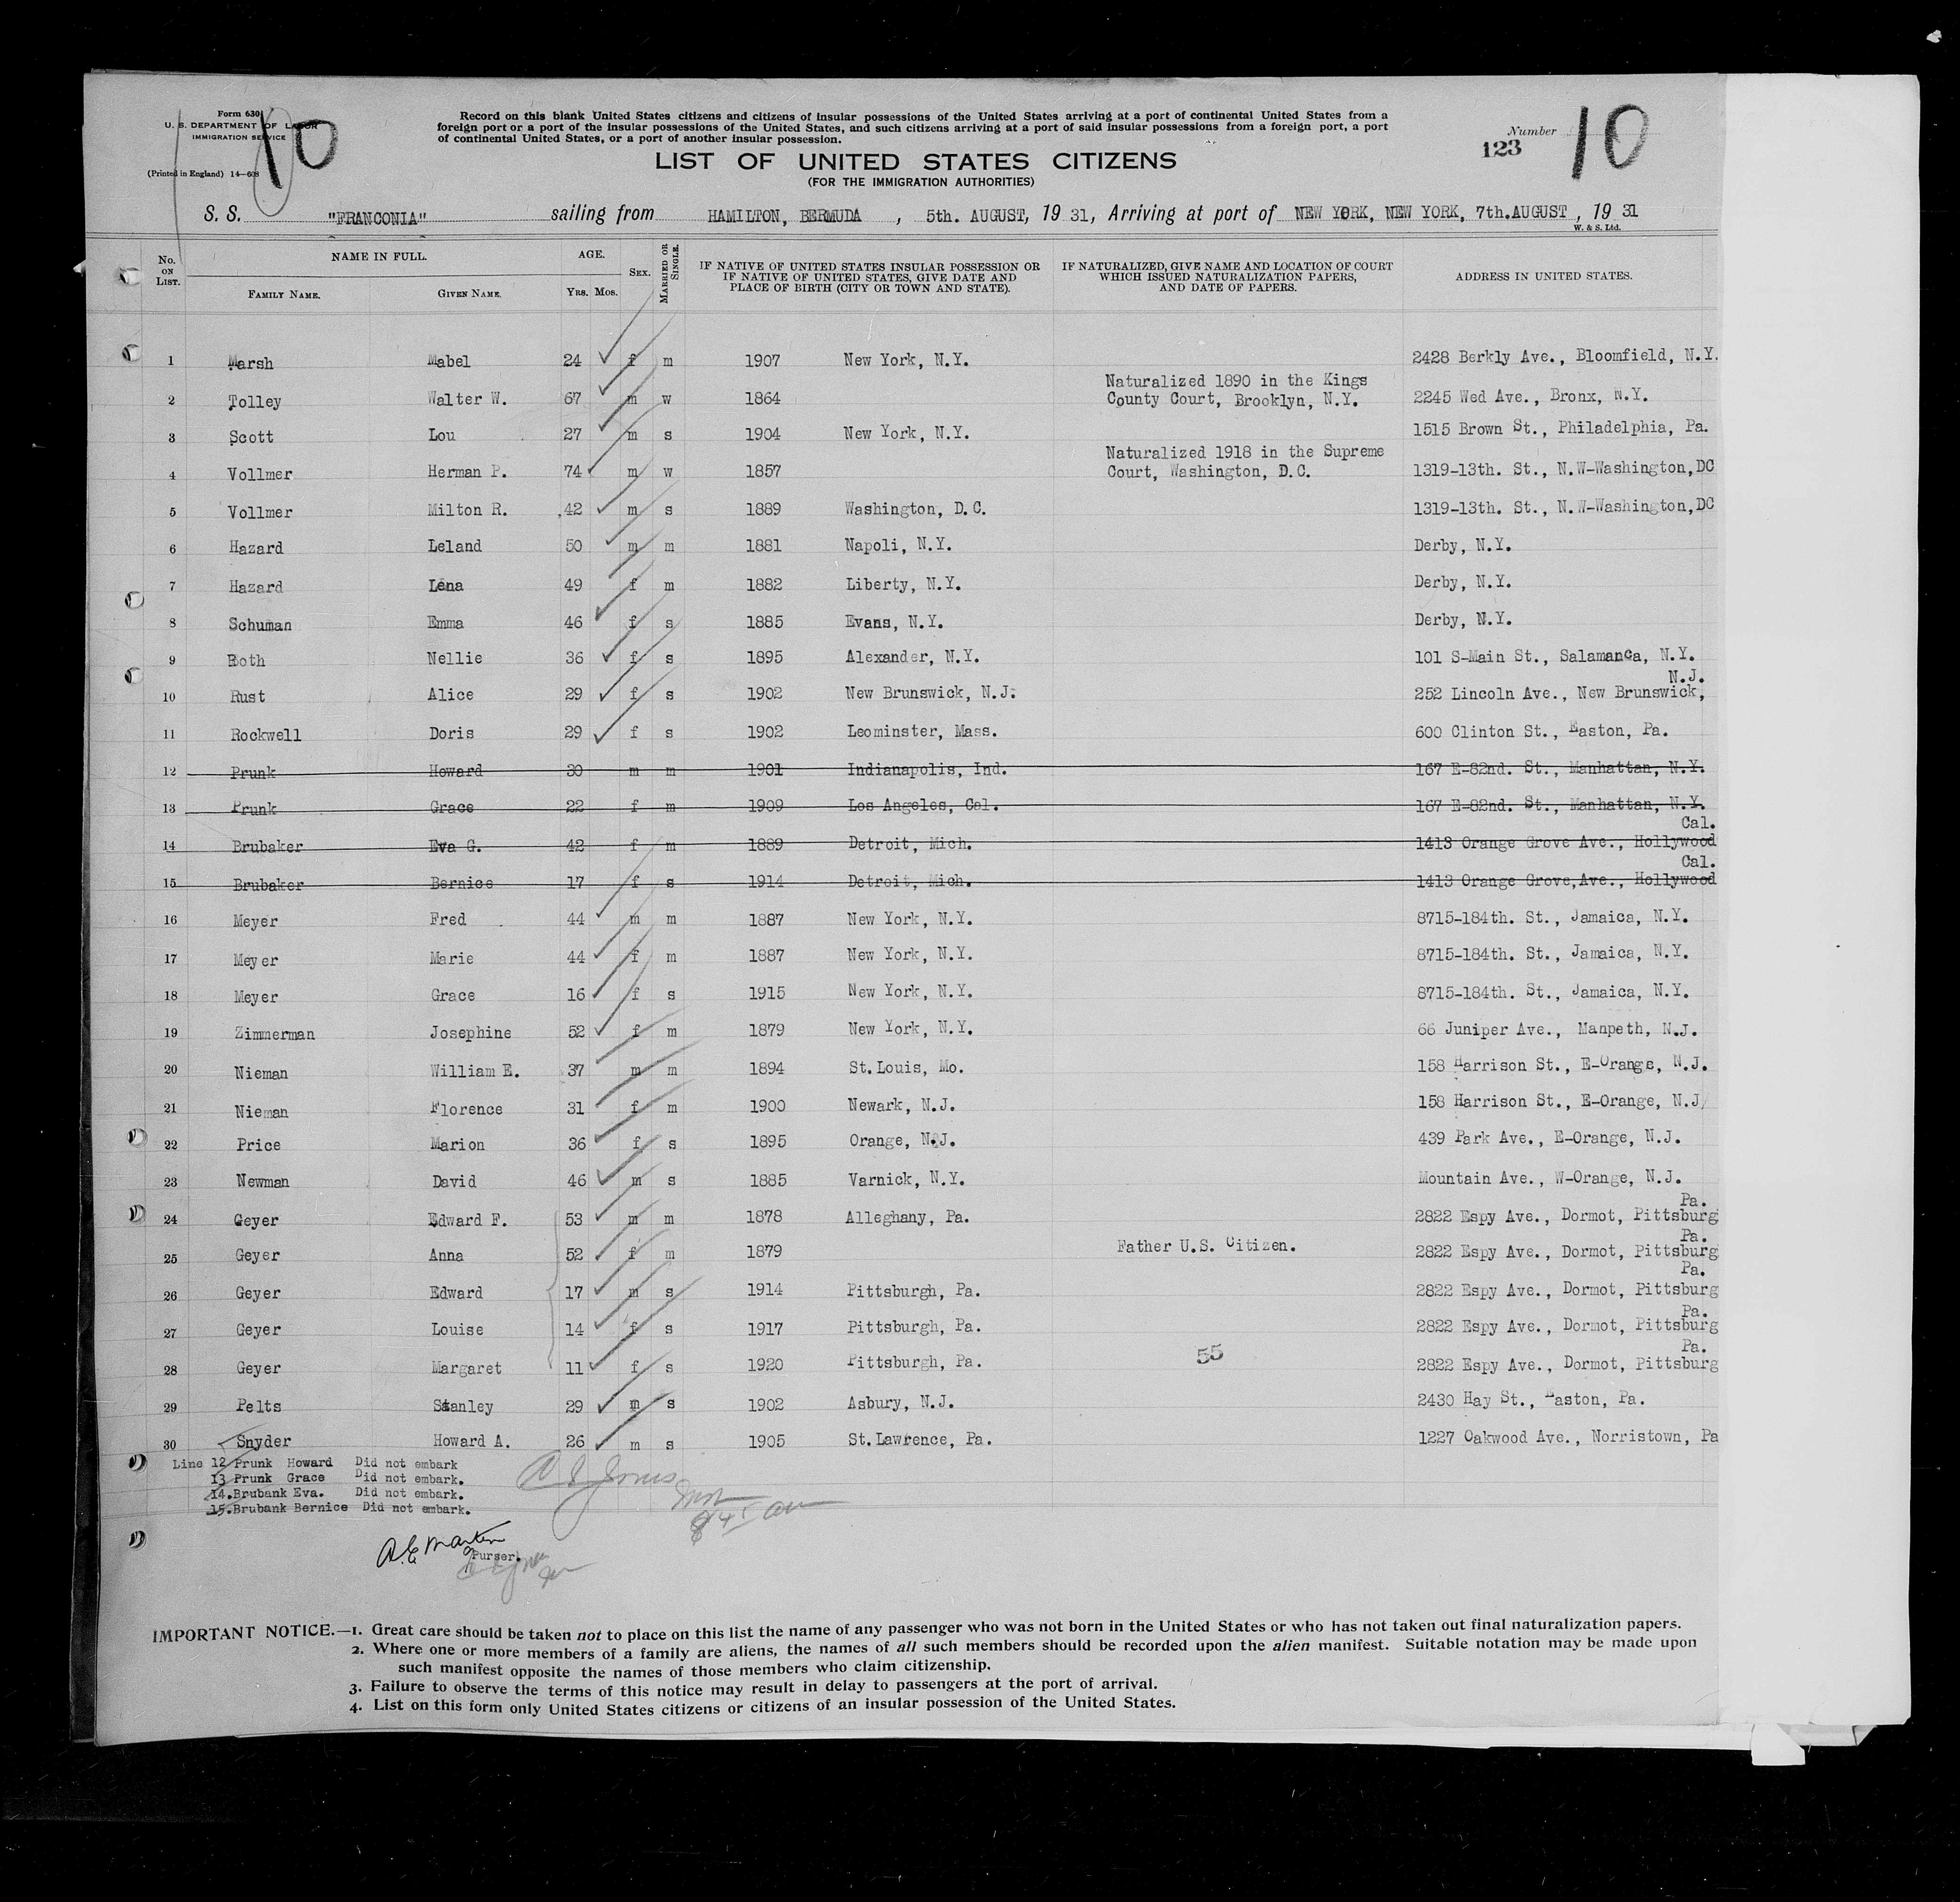 Form 630
U. S. DEPARTMENT OF LABOR
IMMIGRATION SERVICE
(Printed in England) 14—608
10
Record on this blank United States citizens and citizens of insular possessions of the United States arriving at a port of continental United States from a
foreign port or a port of the insular possessions of the United States, and such citizens arriving at a port of said insular possessions from a foreign port, a port
of continental United States, or a port of another insular possession.
Number
123
10
LIST OF UNITED STATES CITIZENS
(FOR THE IMMIGRATION AUTHORITIES)
S. S. "FRANCONIA" sailing from HAMILTON, BERMUDA , 5th. AUGUST, 19 31, Arriving at port of NEW YORK, NEW YORK, 7th.AUGUST , 19 31
W. & S. Ltd.
No. ON LIST. NAME IN FULL. FAMILY NAME. GIVEN NAME. AGE. YRS. MOS. SEX. MARRIED OR SINGLE. IF NATIVE OF UNITED STATES INSULAR POSSESSION OR IF NATIVE OF UNITED STATES, GIVE DATE AND PLACE OF BIRTH (CITY OR TOWN AND STATE). IF NATURALIZED, GIVE NAME AND LOCATION OF COURT WHICH ISSUED NATURALIZATION PAPERS, AND DATE OF PAPERS. ADDRESS IN UNITED STATES.
1 Marsh Mabel 24 f m 1907 New York, N.Y. 2428 Berkly Ave., Bloomfield, N.Y.
2 Tolley Walter W. 67 m w 1864 Naturalized 1890 in the Kings County Court, Brooklyn, N.Y. 2245 Wed Ave., Bronx, N.Y.
3 Scott Lou 27 m s 1904 New York, N.Y. 1515 Brown St., Philadelphia, Pa.
4 Vollmer Herman P. 74 m w 1857 Naturalized 1918 in the Supreme Court, Washington, D.C. 1319-13th. St., N.W-Washington,DC
5 Vollmer Milton R. 42 m s 1889 Washington, D.C. 1319-13th. St., N.W-Washington,DC
6 Hazard Leland 50 m m 1881 Napoli, N.Y. Derby, N.Y.
7 Hazard Lena 49 f m 1882 Liberty, N.Y. Derby, N.Y.
8 Schuman Emma 46 f s 1885 Evans, N.Y. Derby, N.Y.
9 Roth Nellie 36 f s 1895 Alexander, N.Y. 101 S-Main St., Salamanca, N.Y.
10 Rust Alice 29 f s 1902 New Brunswick, N.J. 252 Lincoln Ave., New Brunswick, N.J.
11 Rockwell Doris 29 f s 1902 Leominster, Mass. 600 Clinton St., Easton, Pa.
12 Prunk Howard 30 m m 1901 Indianapolis, Ind. 167 E-82nd. St., Manhattan, N.Y.
13 Prunk Grace 22 f m 1909 Los Angeles, Cal. 167 E-82nd. St., Manhattan, N.Y.
14 Brubaker Eva G. 42 f m 1889 Detroit, Mich. 1413 Orange Grove Ave., Hollywood Cal.
15 Brubaker Bernice 17 f s 1914 Detroit, Mich. 1413 Orange Grove,Ave., Hollywood Cal.
16 Meyer Fred 44 m m 1887 New York, N.Y. 8715-184th. St., Jamaica, N.Y.
17 Meyer Marie 44 f m 1887 New York, N.Y. 8715-184th. St., Jamaica, N.Y.
18 Meyer Grace 16 f s 1915 New York, N.Y. 8715-184th. St., Jamaica, N.Y.
19 Zimmerman Josephine 52 f m 1879 New York, N.Y. 66 Juniper Ave., Manpeth, N.J.
20 Nieman William E. 37 m m 1894 St.Louis, Mo. 158 Harrison St., E-Orange, N.J.
21 Nieman Florence 31 f m 1900 Newark, N.J. 158 Harrison St., E-Orange, N.J/
22 Price Marion 36 f s 1895 Orange, N.J. 439 Park Ave., E-Orange, N.J.
23 Newman David 46 m s 1885 Varnick, N.Y. Mountain Ave., W-Orange, N.J.
24 Geyer Edward F. 53 m m 1878 Alleghany, Pa. 2822 Espy Ave., Dormot, Pittsburg Pa.
25 Geyer Anna 52 f m 1879 Father U.S. Citizen. 2822 Espy Ave., Dormot, Pittsburg Pa.
26 Geyer Edward 17 m s 1914 Pittsburgh, Pa. 2822 Espy Ave., Dormot, Pittsburg Pa.
27 Geyer Louise 14 f s 1917 Pittsburgh, Pa. 2822 Espy Ave., Dormot, Pittsburg Pa.
28 Geyer Margaret 11 f s 1920 Pittsburgh, Pa. 55 2822 Espy Ave., Dormot, Pittsburg Pa.
29 Pelts Stanley 29 m s 1902 Asbury, N.J. 2430 Hay St., Easton, Pa.
30 Snyder Howard A. 26 m s 1905 St.Lawrence, Pa. 1227 Oakwood Ave., Norristown, Pa
Line 12 Prunk Howard Did not embark
13 Prunk Grace Did not embark.
14.Brubank Eva. Did not embark.
15.Brubank Bernice Did not embark.
Purser.
IMPORTANT NOTICE.—1. Great care should be taken not to place on this list the name of any passenger who was not born in the United States or who has not taken out final naturalization papers.
2. Where one or more members of a family are aliens, the names of all such members should be recorded upon the alien manifest. Suitable notation may be made upon
such manifest opposite the names of those members who claim citizenship.
3. Failure to observe the terms of this notice may result in delay to passengers at the port of arrival.
4. List on this form only United States citizens or citizens of an insular possession of the United States.